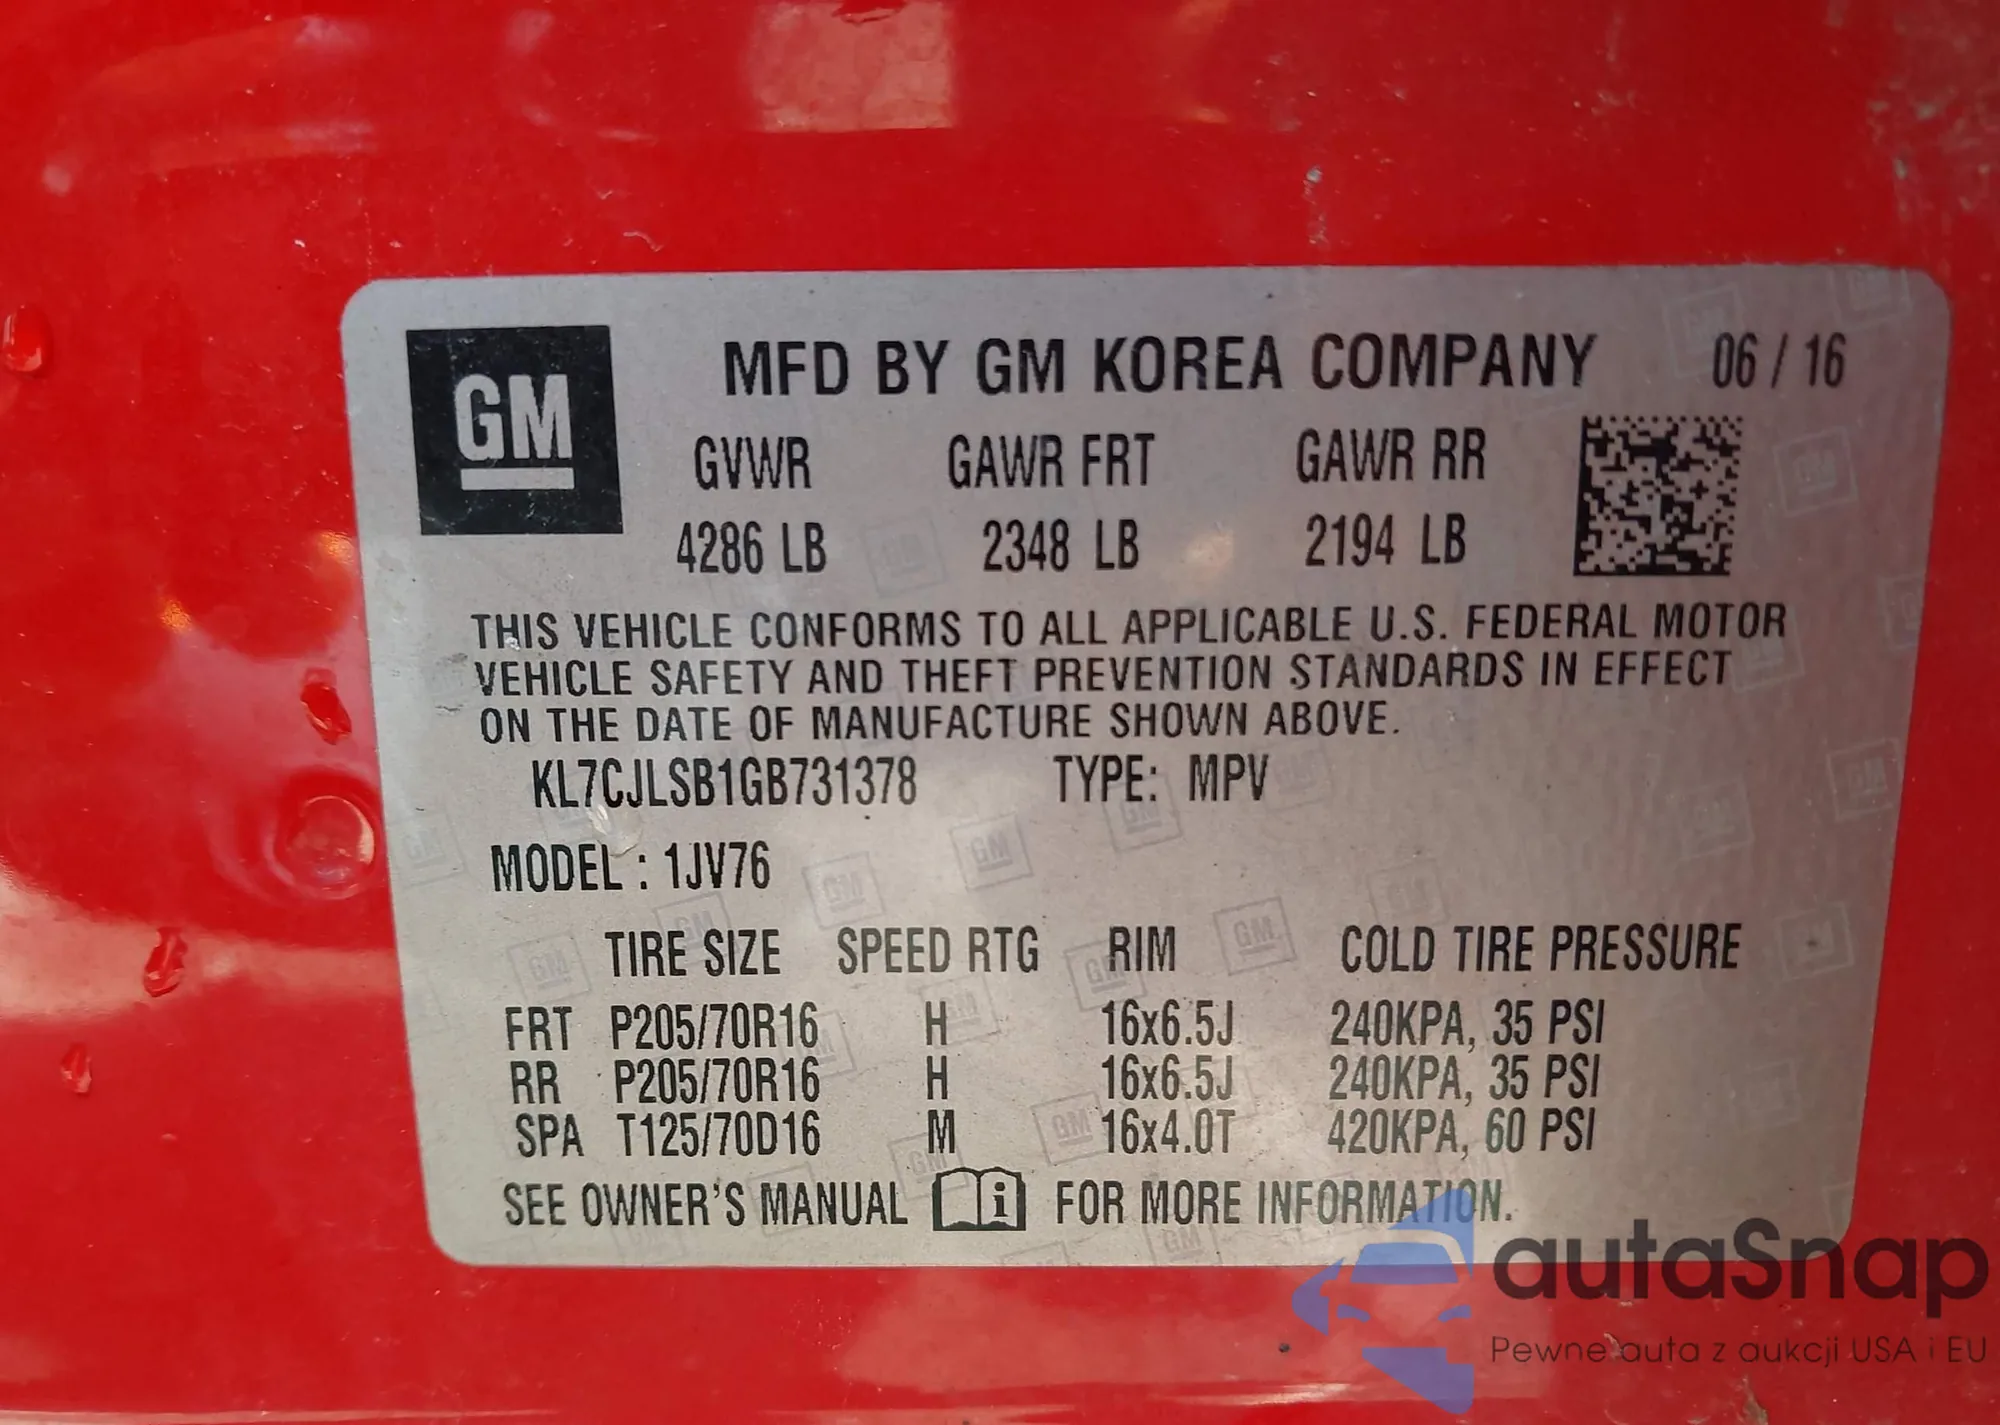 GM
MFD BY GM KOREA COMPANY 06 / 16
GVWR GAWR FRT GAWR RR
4286 LB 2348 LB 2194 LB
THIS VEHICLE CONFORMS TO ALL APPLICABLE U.S. FEDERAL MOTOR
VEHICLE SAFETY AND THEFT PREVENTION STANDARDS IN EFFECT
ON THE DATE OF MANUFACTURE SHOWN ABOVE.
KL7CJLSB1GB731378 TYPE: MPV
MODEL : 1JV76
TIRE SIZE SPEED RTG RIM COLD TIRE PRESSURE
FRT P205/70R16 H 16x6.5J 240KPA, 35 PSI
RR P205/70R16 H 16x6.5J 240KPA, 35 PSI
SPA T125/70D16 M 16x4.0T 420KPA, 60 PSI
SEE OWNER'S MANUAL i FOR MORE INFORMATION.
autaSnap
Pewne auta z aukcji USA i EU